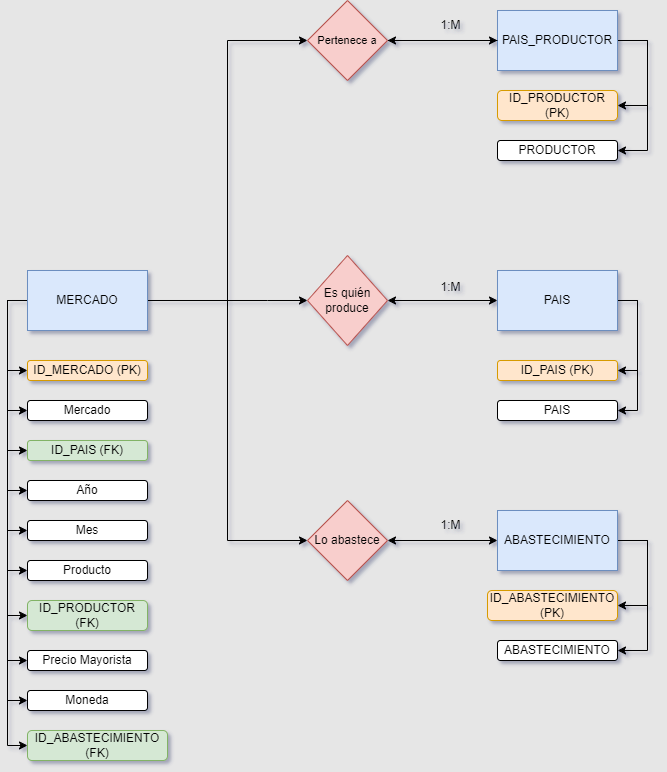 Pertenece a
1:M
PAIS_PRODUCTOR
ID_PRODUCTOR
(PK)
PRODUCTOR
MERCADO
Es quién
produce
1:M
PAIS
ID_MERCADO (PK)
Mercado
ID_PAIS (FK)
Año
Mes
Producto
ID_PRODUCTOR
(FK)
Precio Mayorista
Moneda
ID_ABASTECIMIENTO
(FK)
ID_PAIS (PK)
PAIS
Lo abastece
1:M
ABASTECIMIENTO
ID_ABASTECIMIENTO
(PK)
ABASTECIMIENTO